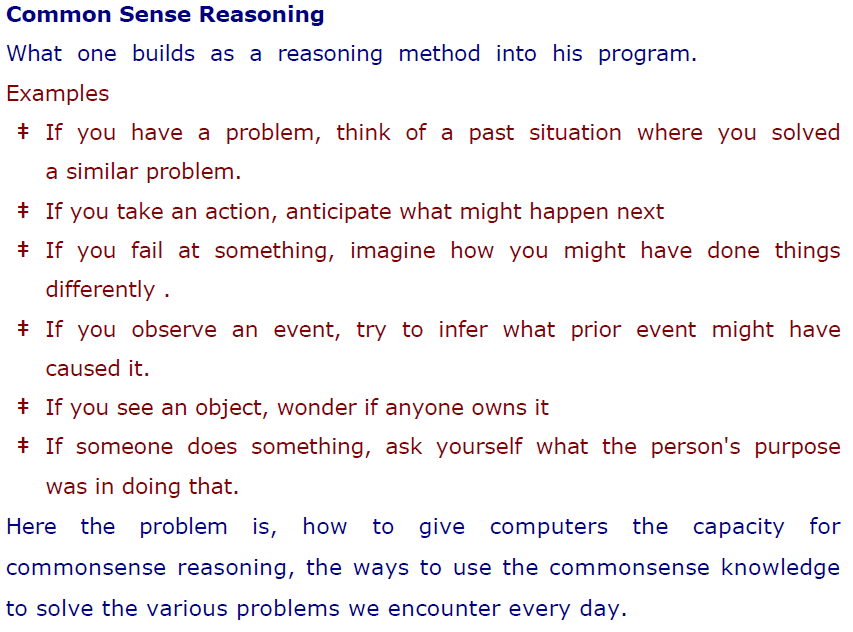 Common Sense Reasoning
What one builds as a reasoning method into his program.
Examples
‡ If you have a problem, think of a past situation where you solved
a similar problem.
‡ If you take an action, anticipate what might happen next
‡ If you fail at something, imagine how you might have done things
differently .
‡ If you observe an event, try to infer what prior event might have
caused it.
‡ If you see an object, wonder if anyone owns it
‡ If someone does something, ask yourself what the person's purpose
was in doing that.
Here the problem is, how to give computers the capacity for
commonsense reasoning, the ways to use the commonsense knowledge
to solve the various problems we encounter every day.